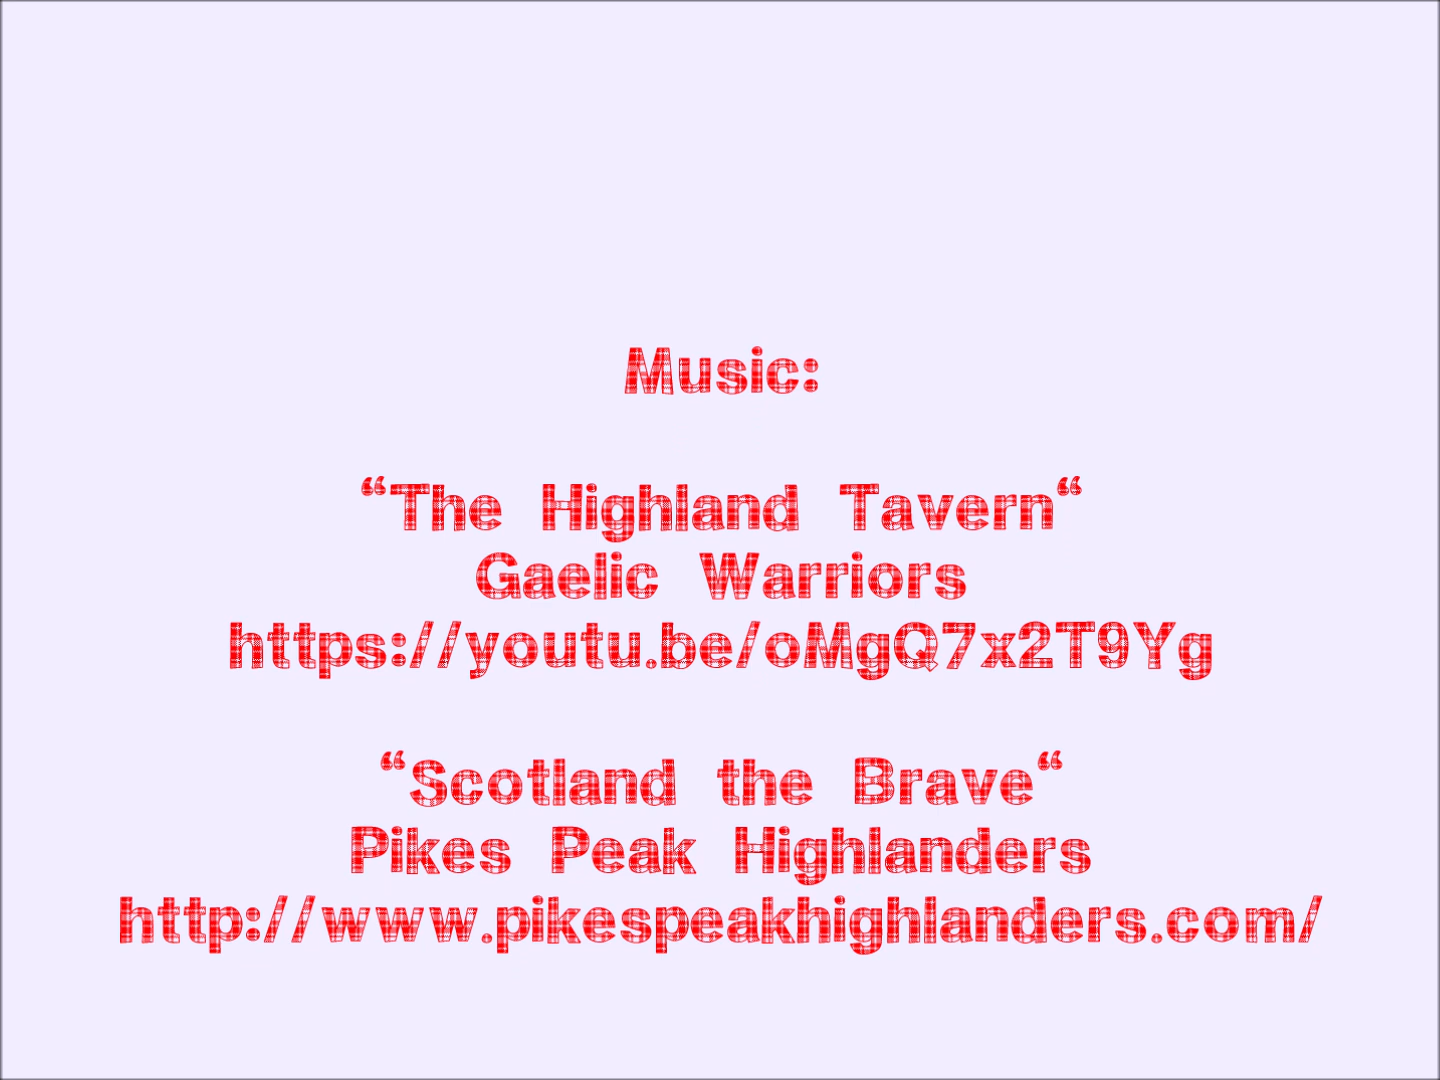 Music:
“The Highland Tavern“
Gaelic Warriors
https://youtu.be/oMgQ7x2T9Yg
“Scotland the Brave“
Pikes Peak Highlanders
http://www.pikespeakhighlanders.com/